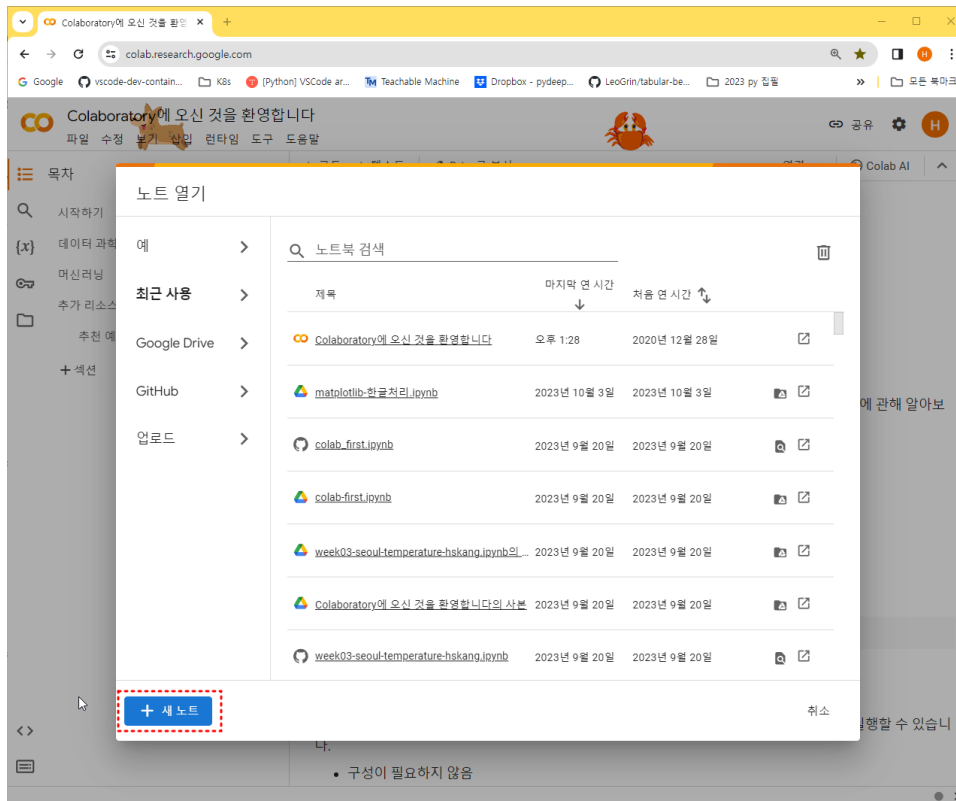 Colaboratory에 오신 것을 환영
colab.research.google.com
Google vscode-dev-contain... K8s [Python] VSCode ar... Teachable Machine Dropbox - pydeep... LeoGrin/tabular-be... 2023 py 집필 » 모든 북마크
Colaboratory에 오신 것을 환영합니다
파일 수정 보기 삽입 런타임 도구 도움말
공유
H
Colab AI
목차
시작하기
데이터 과학
머신러닝
추가 리소스
추천 예
+ 섹션
노트 열기
예
최근 사용
Google Drive
GitHub
업로드
노트북 검색
제목 마지막 연 시간 처음 연 시간
Colaboratory에 오신 것을 환영합니다 오후 1:28 2020년 12월 28일
matplotlib-한글처리.ipynb 2023년 10월 3일 2023년 10월 3일
colab_first.ipynb 2023년 9월 20일 2023년 9월 20일
colab-first.ipynb 2023년 9월 20일 2023년 9월 20일
week03-seoul-temperature-hskang.ipynb의 ... 2023년 9월 20일 2023년 9월 20일
Colaboratory에 오신 것을 환영합니다의 사본 2023년 9월 20일 2023년 9월 20일
week03-seoul-temperature-hskang.ipynb 2023년 9월 20일 2023년 9월 20일
+ 새 노트
취소
에 관해 알아보
실행할 수 있습니
다.
• 구성이 필요하지 않음